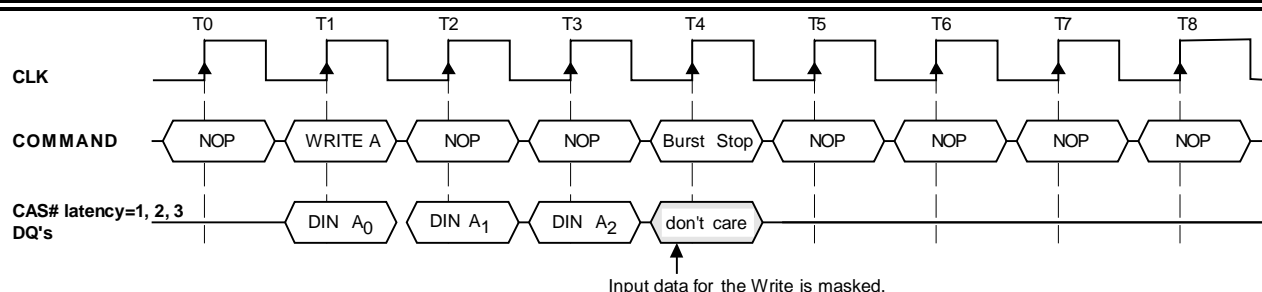 T0 T1 T2 T3 T4 T5 T6 T7 T8
CLK
COMMAND NOP WRITE A NOP NOP Burst Stop NOP NOP NOP NOP
CAS# latency=1, 2, 3
DQ's DIN A0 DIN A1 DIN A2 don't care
Input data for the Write is masked.